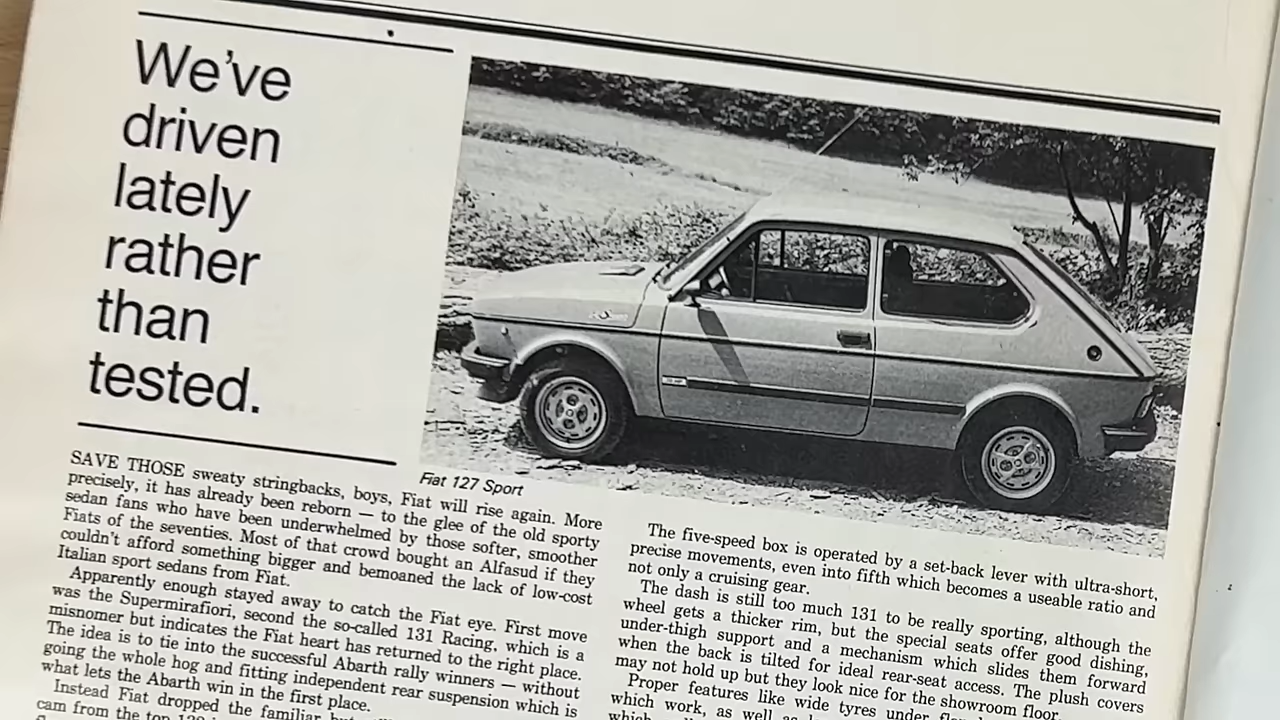 We've
driven
lately
rather
than
tested.
Fiat 127 Sport
SAVE THOSE sweaty stringbacks, boys, Fiat will rise again. More
precisely, it has already been reborn — to the glee of the old sporty
sedan fans who have been underwhelmed by those softer, smoother
Fiats of the seventies. Most of that crowd bought an Alfasud if they
couldn't afford something bigger and bemoaned the lack of low-cost
Italian sport sedans from Fiat.
Apparently enough stayed away to catch the Fiat eye. First move
was the Supermirafiori, second the so-called 131 Racing, which is a
misnomer but indicates the Fiat heart has returned to the right place.
The idea is to tie into the successful Abarth rally winners — without
going the whole hog and fitting independent rear suspension which is
what lets the Abarth win in the first place.
Instead Fiat dropped the familiar
cam from the top
The five-speed box is operated by a set-back lever with ultra-short,
precise movements, even into fifth which becomes a useable ratio and
not only a cruising gear.
The dash is still too much 131 to be really sporting, although the
wheel gets a thicker rim, but the special seats offer good dishing,
under-thigh support and a mechanism which slides them forward
when the back is tilted for ideal rear-seat access. The plush covers
may not hold up but they look nice for the showroom floor.
Proper features like wide tyres under
which work, as well as